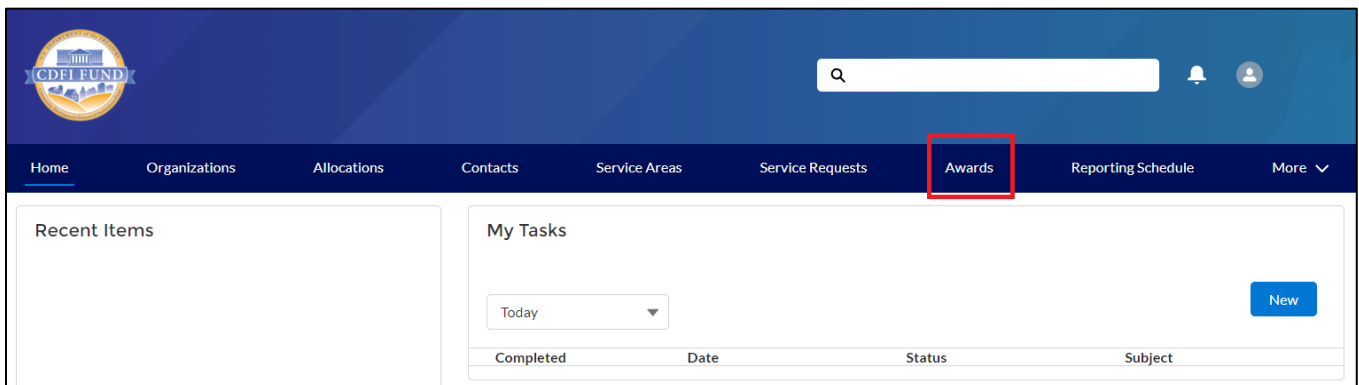 CDFI FUND
Home Organizations Allocations Contacts Service Areas Service Requests Awards Reporting Schedule More
Recent Items
My Tasks
Today
New
Completed Date Status Subject